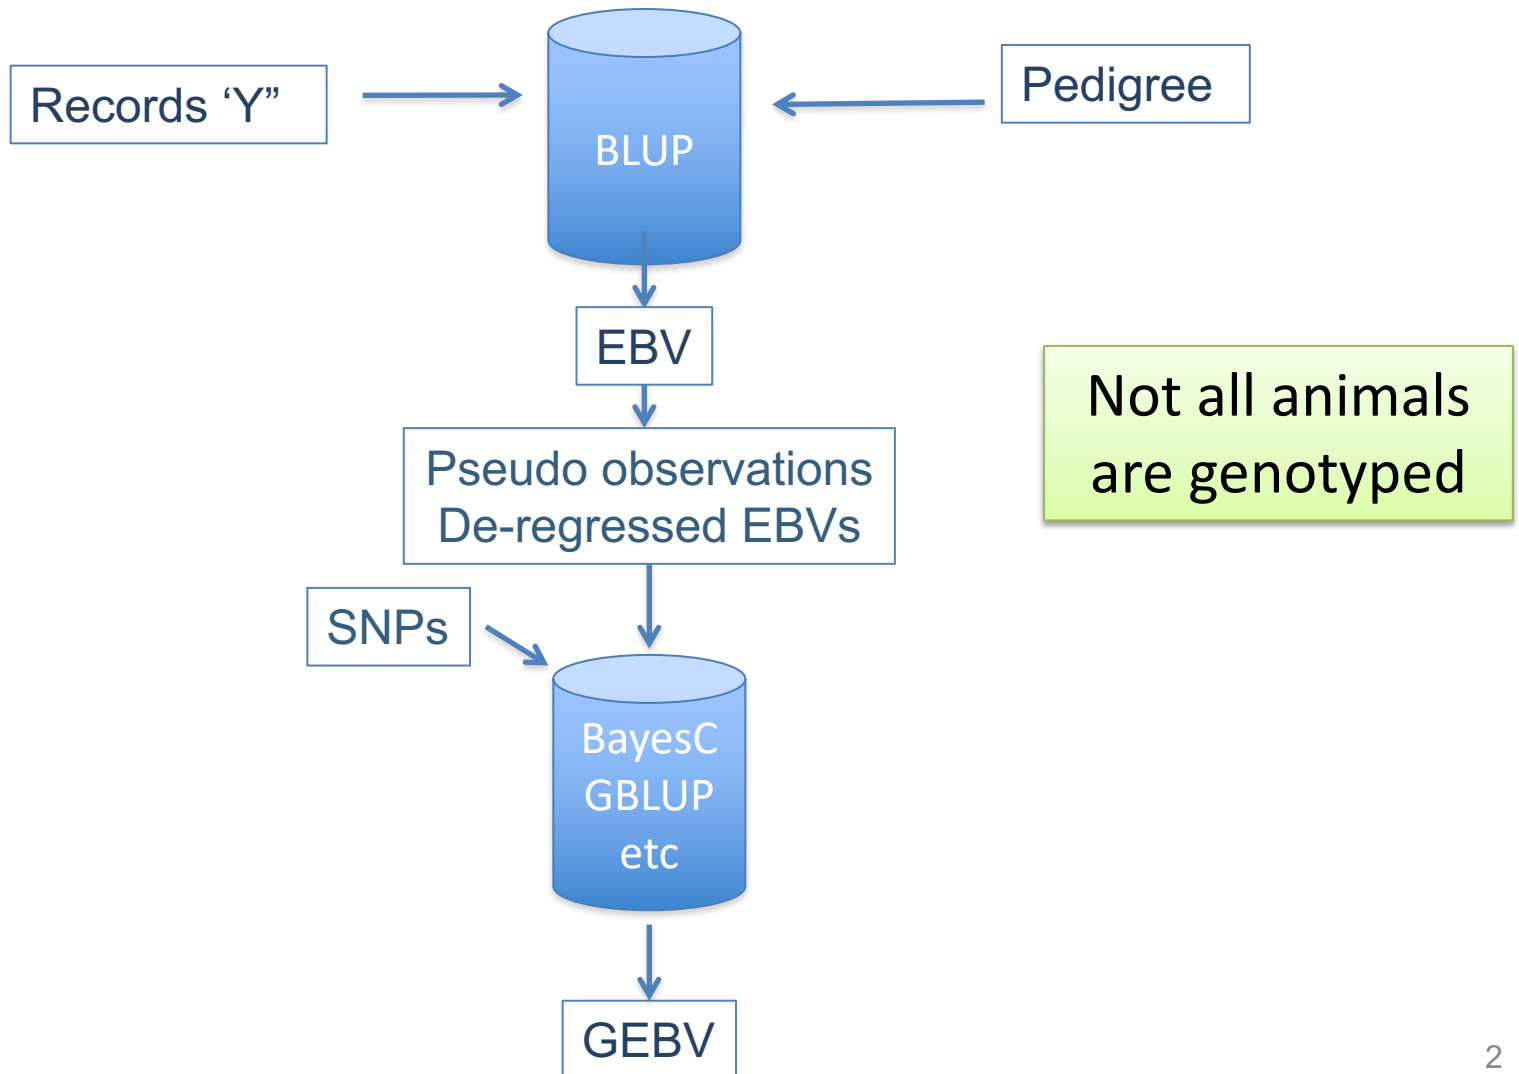 Records ‘Y”
BLUP
Pedigree
EBV
Not all animals
are genotyped
Pseudo observations
De-regressed EBVs
SNPs
BayesC
GBLUP
etc
GEBV
2